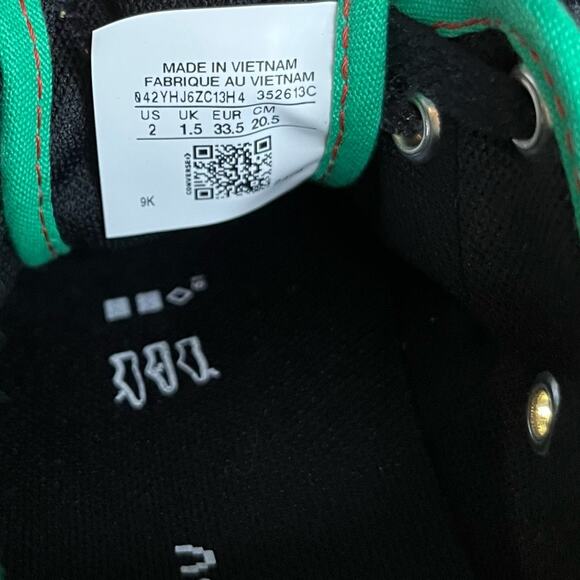 MADE IN VIETNAM
FABRIQUE AU VIETNAM
042YHJ6ZC13H4 352613C
US UK EUR CM
2 1.5 33.5 20.5
CONVERSE
9K